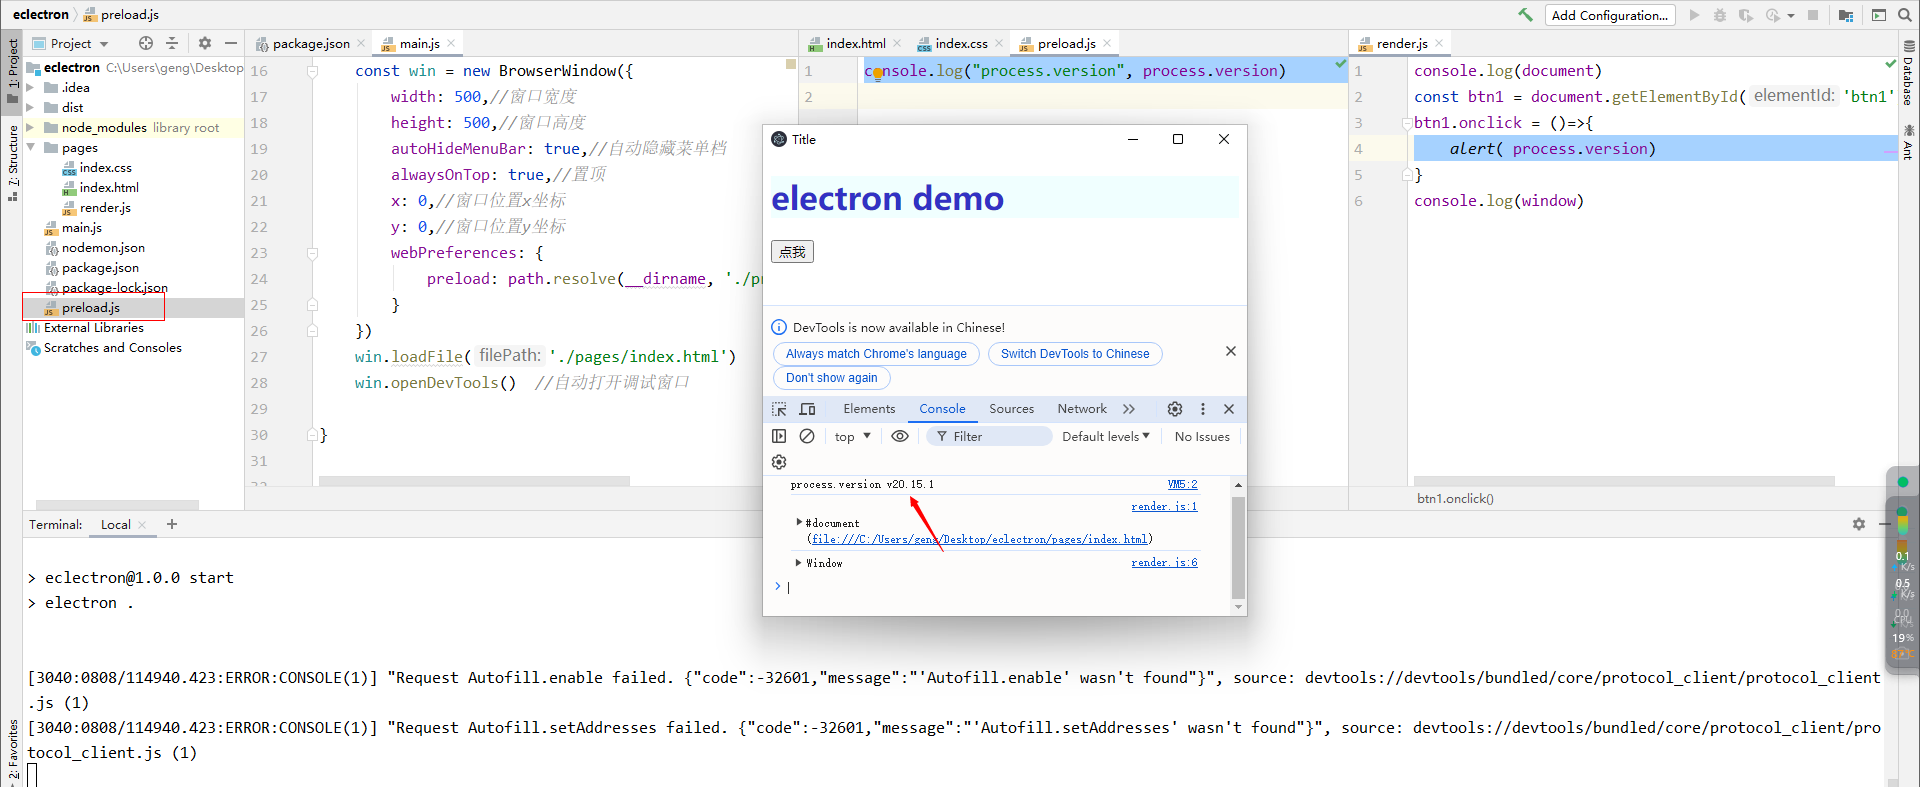 eclectron
preload.js
Add Configuration...
1: Project
7: Structure
2: Favorites
Project
eclectron C:\Users\geng\Desktop
.idea
dist
node_modules library root
pages
index.css
index.html
render.js
main.js
nodemon.json
package.json
package-lock.json
preload.js
External Libraries
Scratches and Consoles
package.json
main.js
16 const win = new BrowserWindow({
17 width: 500,//窗口宽度
18 height: 500,//窗口高度
19 autoHideMenuBar: true,//自动隐藏菜单档
20 alwaysOnTop: true,//置顶
21 x: 0,//窗口位置x坐标
22 y: 0,//窗口位置y坐标
23 webPreferences: {
24 preload: path.resolve(__dirname, './p
25 }
26 })
27 win.loadFile( filePath: './pages/index.html')
28 win.openDevTools() //自动打开调试窗口
29
30 }
31
index.html
index.css
preload.js
1 console.log("process.version", process.version)
2
render.js
1 console.log(document)
2 const btn1 = document.getElementById( elementId: 'btn1'
3 btn1.onclick = ()=>{
4 alert( process.version)
5 }
6 console.log(window)
btn1.onclick()
Database
Ant
Title
electron demo
点我
DevTools is now available in Chinese!
Always match Chrome's language
Switch DevTools to Chinese
Don't show again
Elements Console Sources Network
top
Filter
Default levels
No Issues
process.version v20.15.1 VM5:2
render.js:1
#document
(file:///C:/Users/geng/Desktop/eclectron/pages/index.html)
Window render.js:6
Terminal: Local
> eclectron@1.0.0 start
> electron .
[3040:0808/114940.423:ERROR:CONSOLE(1)] "Request Autofill.enable failed. {"code":-32601,"message":"'Autofill.enable' wasn't found"}", source: devtools://devtools/bundled/core/protocol_client/protocol_client
.js (1)
[3040:0808/114940.423:ERROR:CONSOLE(1)] "Request Autofill.setAddresses failed. {"code":-32601,"message":"'Autofill.setAddresses' wasn't found"}", source: devtools://devtools/bundled/core/protocol_client/pro
tocol_client.js (1)
0.1
K/s
0.5
K/s
0.0
CPU
19%